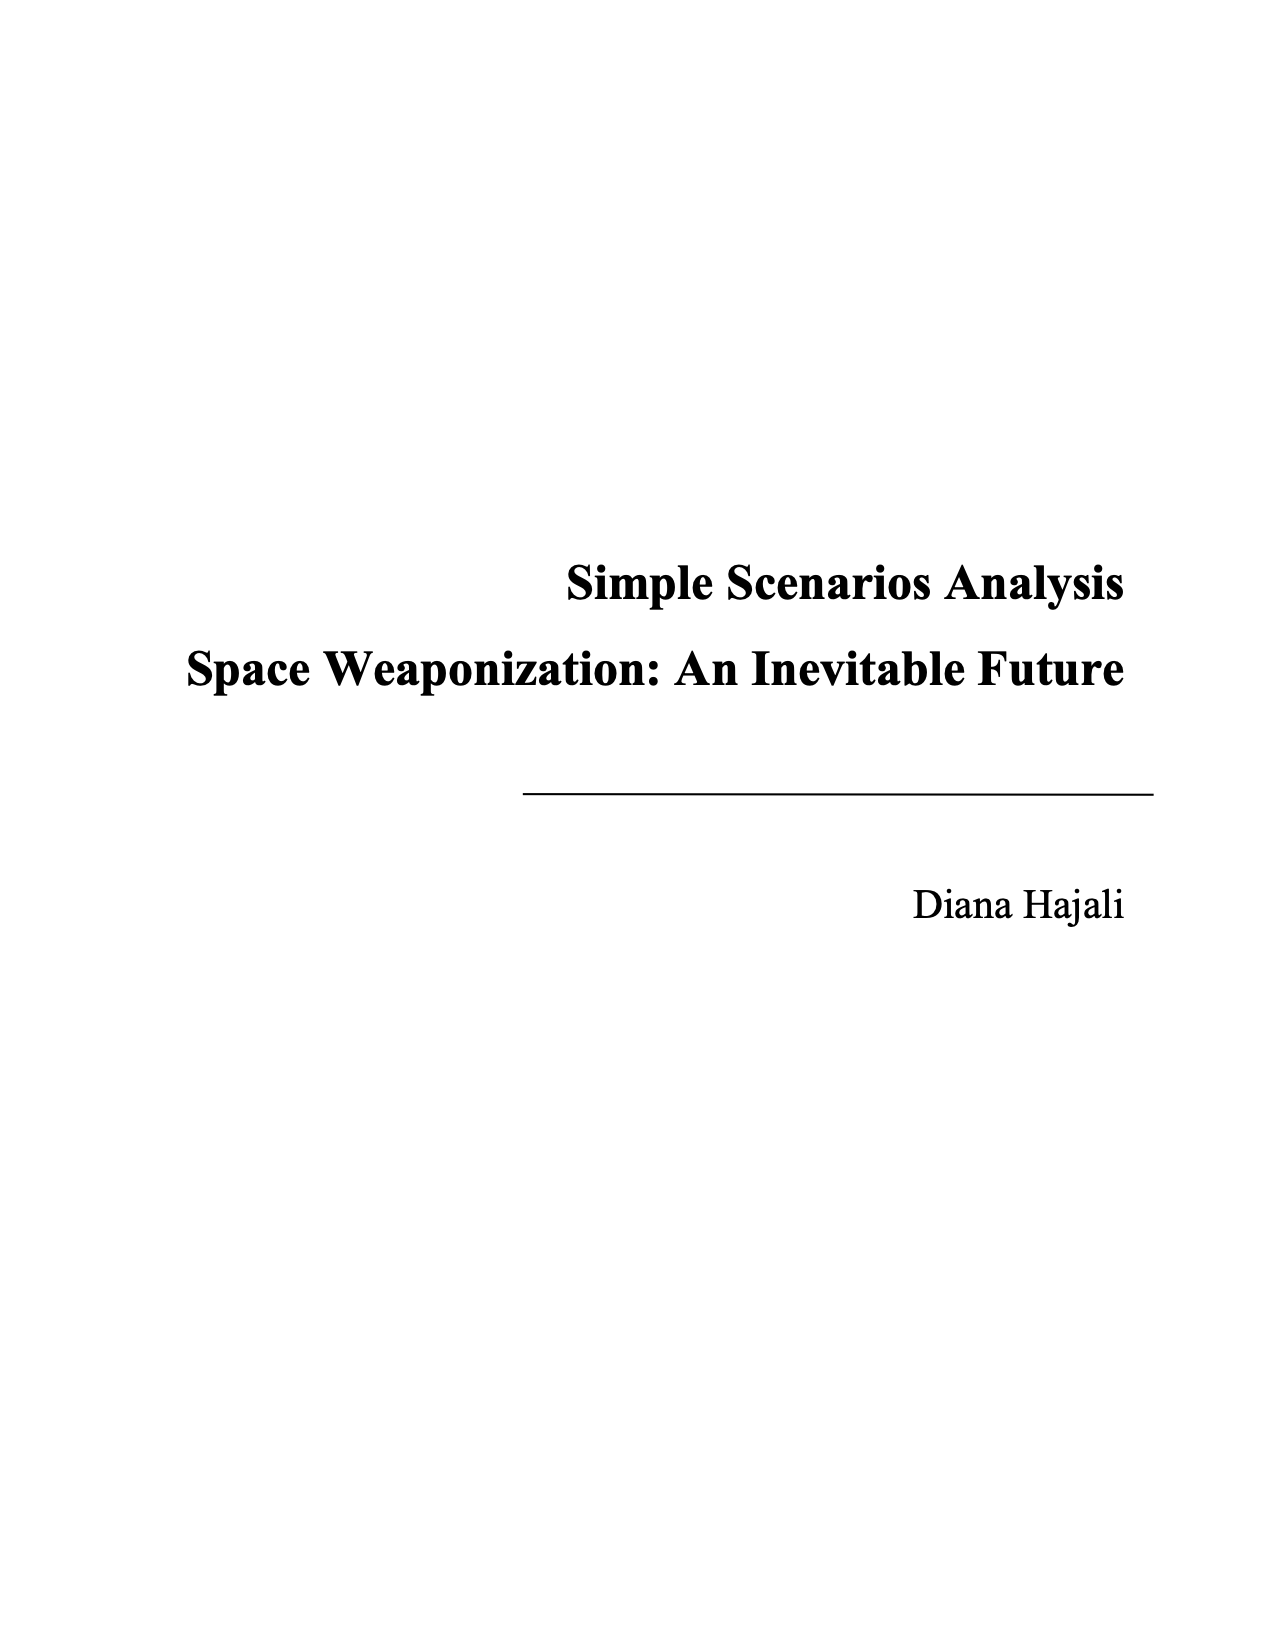 Simple Scenarios Analysis
Space Weaponization: An Inevitable Future
Diana Hajali